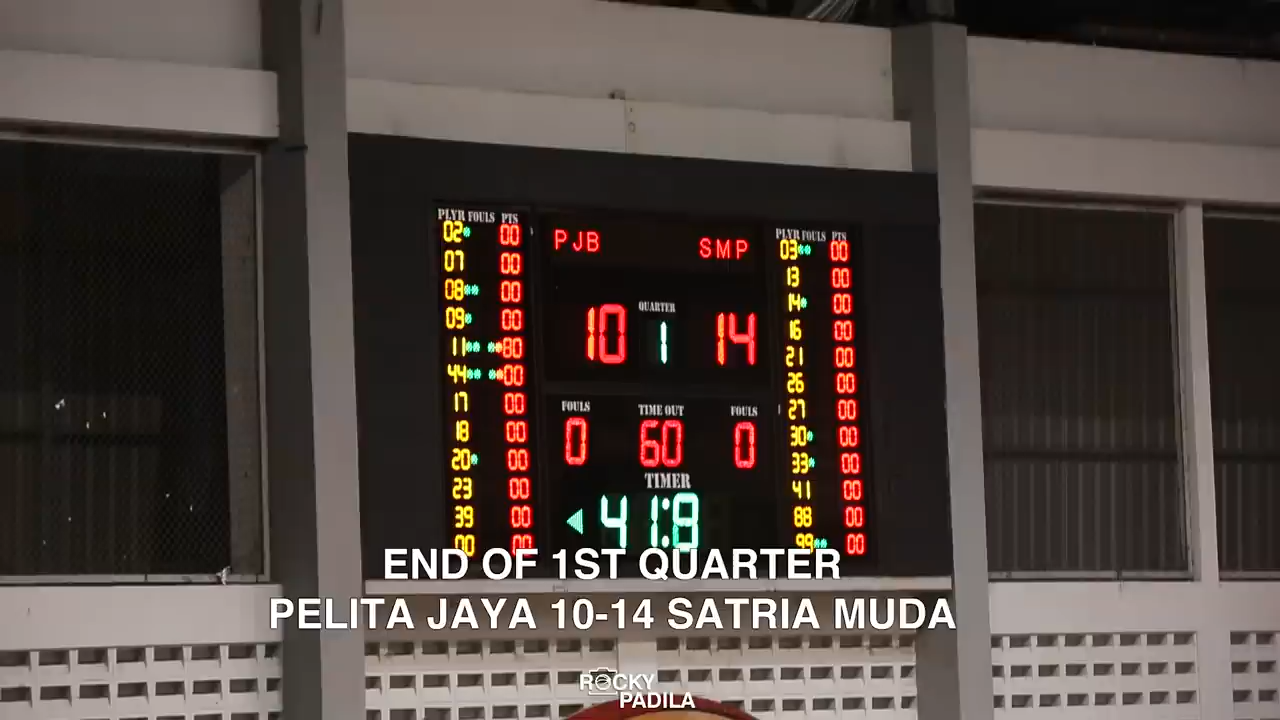 PLYR FOULS PTS
02* 00
07 00
08** 00
09* 00
11** **80
44** **00
17 00
18 00
20* 00
23 00
39 00
00 00
PJB SMP
QUARTER
10 1 14
FOULS TIME OUT FOULS
0 60 0
TIMER
41:8
PLYR FOULS PTS
03** 00
13 00
14* 00
16 00
21 00
26 00
27 00
30* 00
33* 00
41 00
88 00
99** 00
END OF 1ST QUARTER
PELITA JAYA 10-14 SATRIA MUDA
ROCKY
PADILA